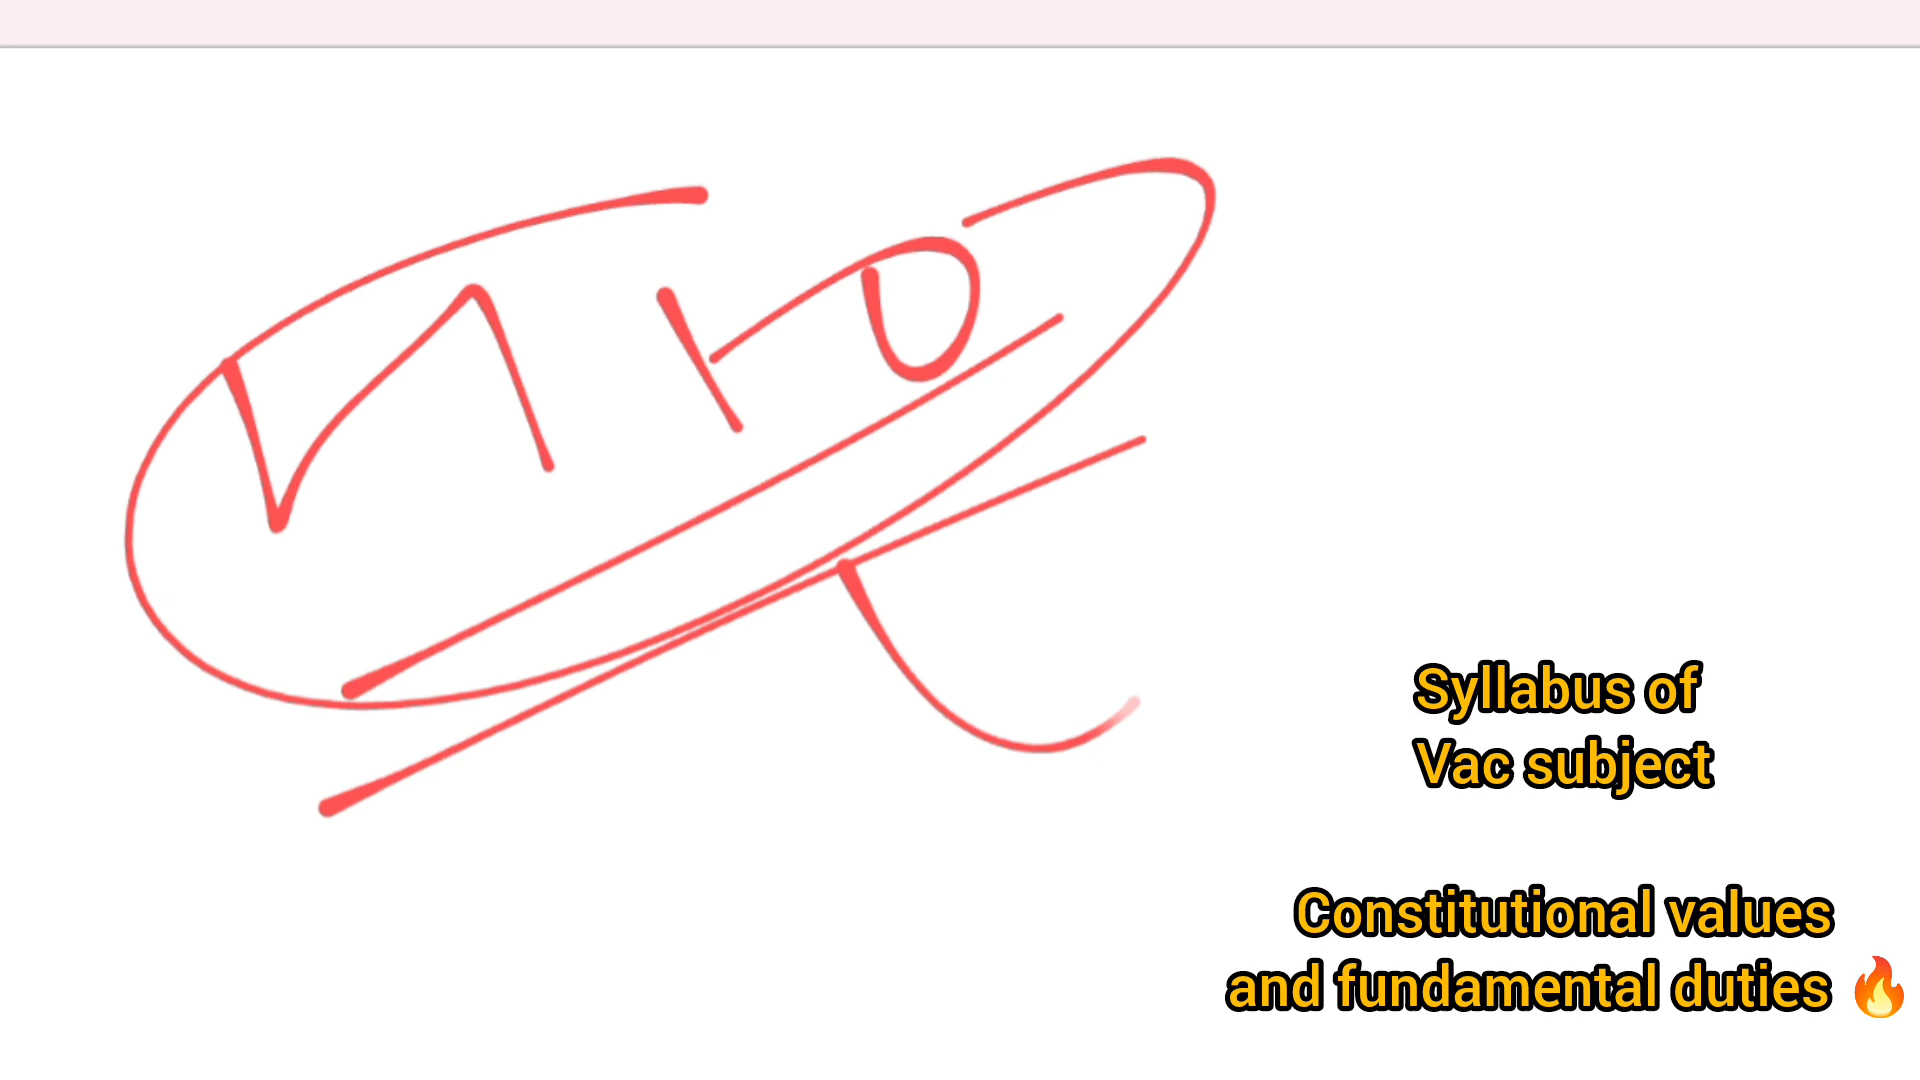 Syllabus of
Vac subject
Constitutional values
and fundamental duties 🔥